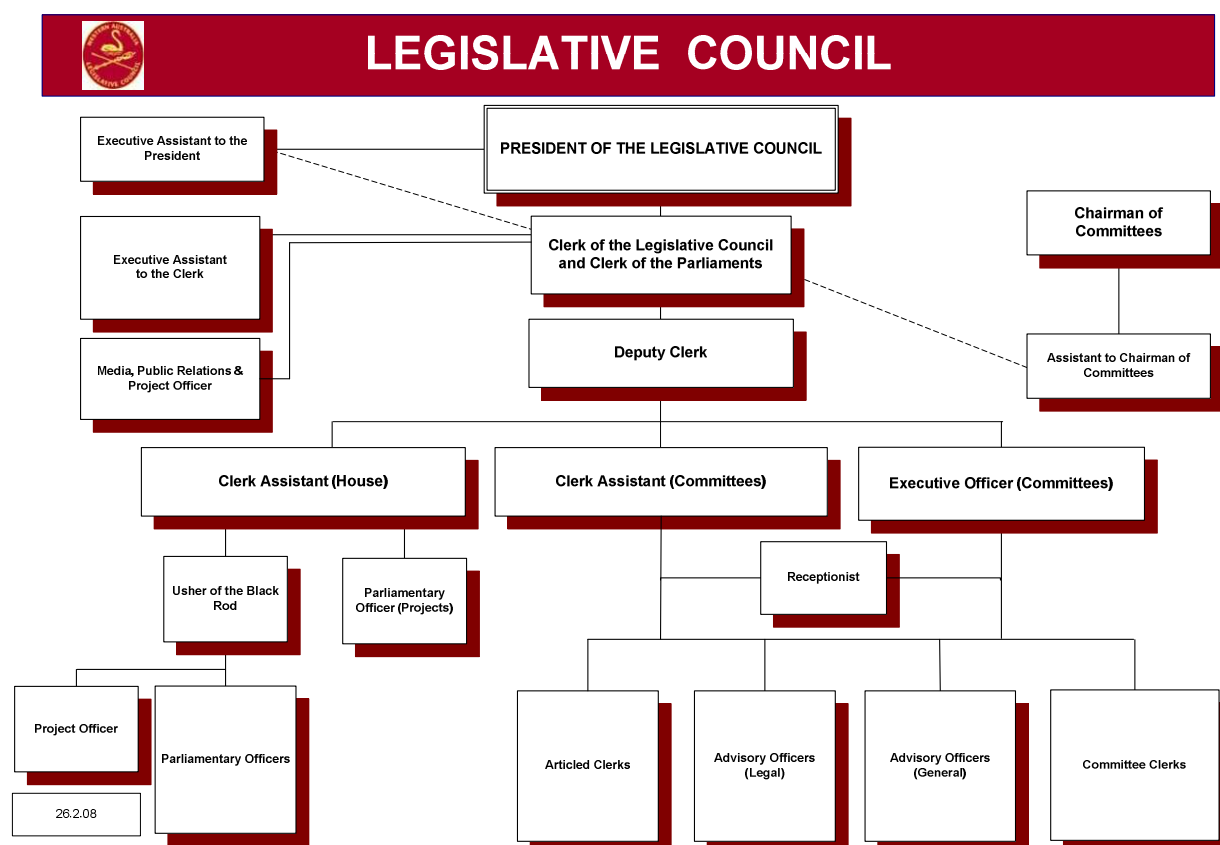 WESTERN AUSTRALIA
LEGISLATIVE COUNCIL
LEGISLATIVE COUNCIL
Executive Assistant to the
President
PRESIDENT OF THE LEGISLATIVE COUNCIL
Chairman of
Committees
Clerk of the Legislative Council
and Clerk of the Parliaments
Executive Assistant
to the Clerk
Deputy Clerk
Assistant to Chairman of
Committees
Media, Public Relations &
Project Officer
Clerk Assistant (House)
Clerk Assistant (Committees)
Executive Officer (Committees)
Usher of the Black
Rod
Parliamentary
Officer (Projects)
Receptionist
Project Officer
Parliamentary Officers
Articled Clerks
Advisory Officers
(Legal)
Advisory Officers
(General)
Committee Clerks
26.2.08